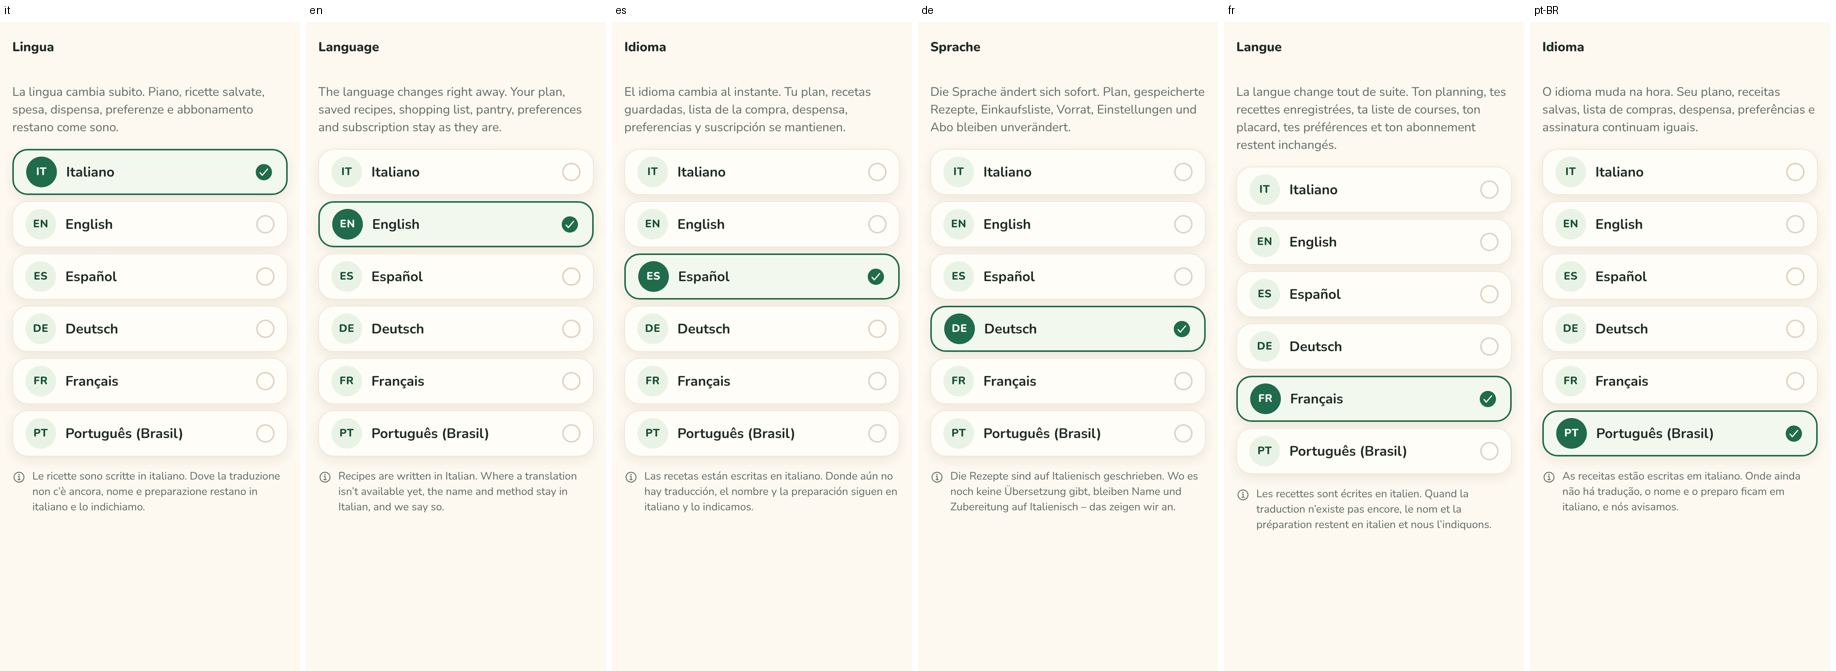 it
Lingua
La lingua cambia subito. Piano, ricette salvate,
spesa, dispensa, preferenze e abbonamento
restano come sono.
IT Italiano
EN English
ES Español
DE Deutsch
FR Français
PT Português (Brasil)
Le ricette sono scritte in italiano. Dove la traduzione
non c'è ancora, nome e preparazione restano in
italiano e lo indichiamo.
en
Language
The language changes right away. Your plan,
saved recipes, shopping list, pantry, preferences
and subscription stay as they are.
IT Italiano
EN English
ES Español
DE Deutsch
FR Français
PT Português (Brasil)
Recipes are written in Italian. Where a translation
isn't available yet, the name and method stay in
Italian, and we say so.
es
Idioma
El idioma cambia al instante. Tu plan, recetas
guardadas, lista de la compra, despensa,
preferencias y suscripción se mantienen.
IT Italiano
EN English
ES Español
DE Deutsch
FR Français
PT Português (Brasil)
Las recetas están escritas en italiano. Donde aún no
hay traducción, el nombre y la preparación siguen en
italiano y lo indicamos.
de
Sprache
Die Sprache ändert sich sofort. Plan, gespeicherte
Rezepte, Einkaufsliste, Vorrat, Einstellungen und
Abo bleiben unverändert.
IT Italiano
EN English
ES Español
DE Deutsch
FR Français
PT Português (Brasil)
Die Rezepte sind auf Italienisch geschrieben. Wo es
noch keine Übersetzung gibt, bleiben Name und
Zubereitung auf Italienisch – das zeigen wir an.
fr
Langue
La langue change tout de suite. Ton planning, tes
recettes enregistrées, ta liste de courses, ton
placard, tes préférences et ton abonnement
restent inchangés.
IT Italiano
EN English
ES Español
DE Deutsch
FR Français
PT Português (Brasil)
Les recettes sont écrites en italien. Quand la
traduction n'existe pas encore, le nom et la
préparation restent en italien et nous l'indiquons.
pt-BR
Idioma
O idioma muda na hora. Seu plano, receitas
salvas, lista de compras, despensa, preferências e
assinatura continuam iguais.
IT Italiano
EN English
ES Español
DE Deutsch
FR Français
PT Português (Brasil)
As receitas estão escritas em italiano. Onde ainda
não há tradução, o nome e o preparo ficam em
italiano, e nós avisamos.